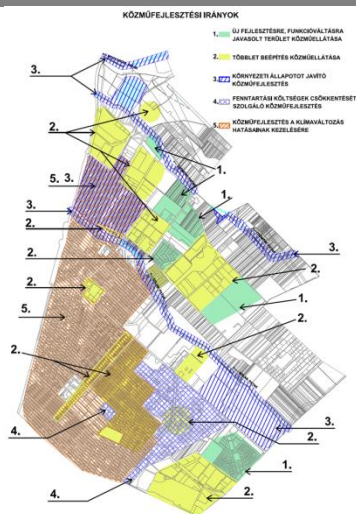 KÖZMŰFEJLESZTÉSI IRÁNYOK
1. ÚJ FEJLESZTÉSRE, FUNKCIÓVÁLTRSRA
JAVASOLT TERÜLET KÖZMŰELLÁTÁSA
2. TÖBBLET BEÉPÍTÉS KÖZMŰELLÁTÁSA
3. KÖRNYEZETI ÁLLAPOTOT JAVÍTÓ
KÖZMŰFEJLESZTÉS
4. FENNTARTÁSI KÖLTSÉGEK CSÖKKENTÉSÉT
SZOLGÁLÓ KÖZMŰFEJLESZTÉS
5. KÖZMŰFEJLESZTÉS A KLÍMAVÁLTOZÁS
HATÁSAINAK KEZELÉSÉRE
3.
3.
2.
1.
1.
5. 3.
3.
2.
2.
3.
2.
2.
1.
5.
2.
2.
4.
3.
2.
1.
4.
2.